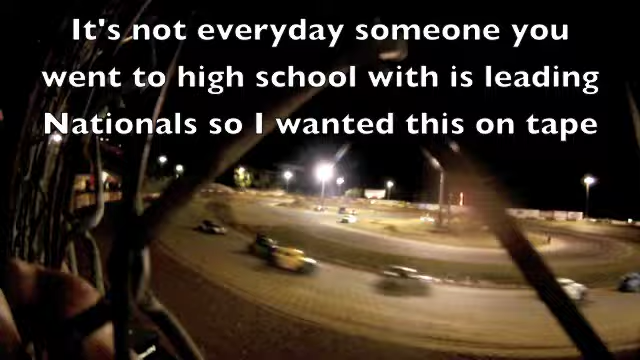 It's not everyday someone you
went to high school with is leading
Nationals so I wanted this on tape